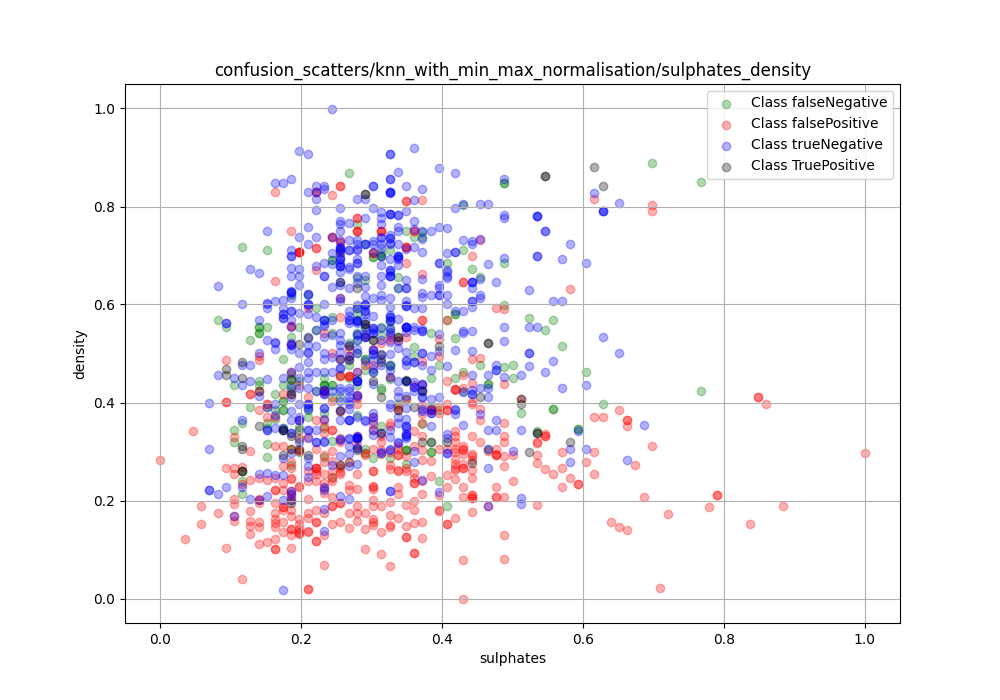 confusion_scatters/knn_with_min_max_normalisation/sulphates_density
Class falseNegative
Class falsePositive
Class trueNegative
Class TruePositive
density
1.0
0.8
0.6
0.4
0.2
0.0
0.0 0.2 0.4 0.6 0.8 1.0
sulphates